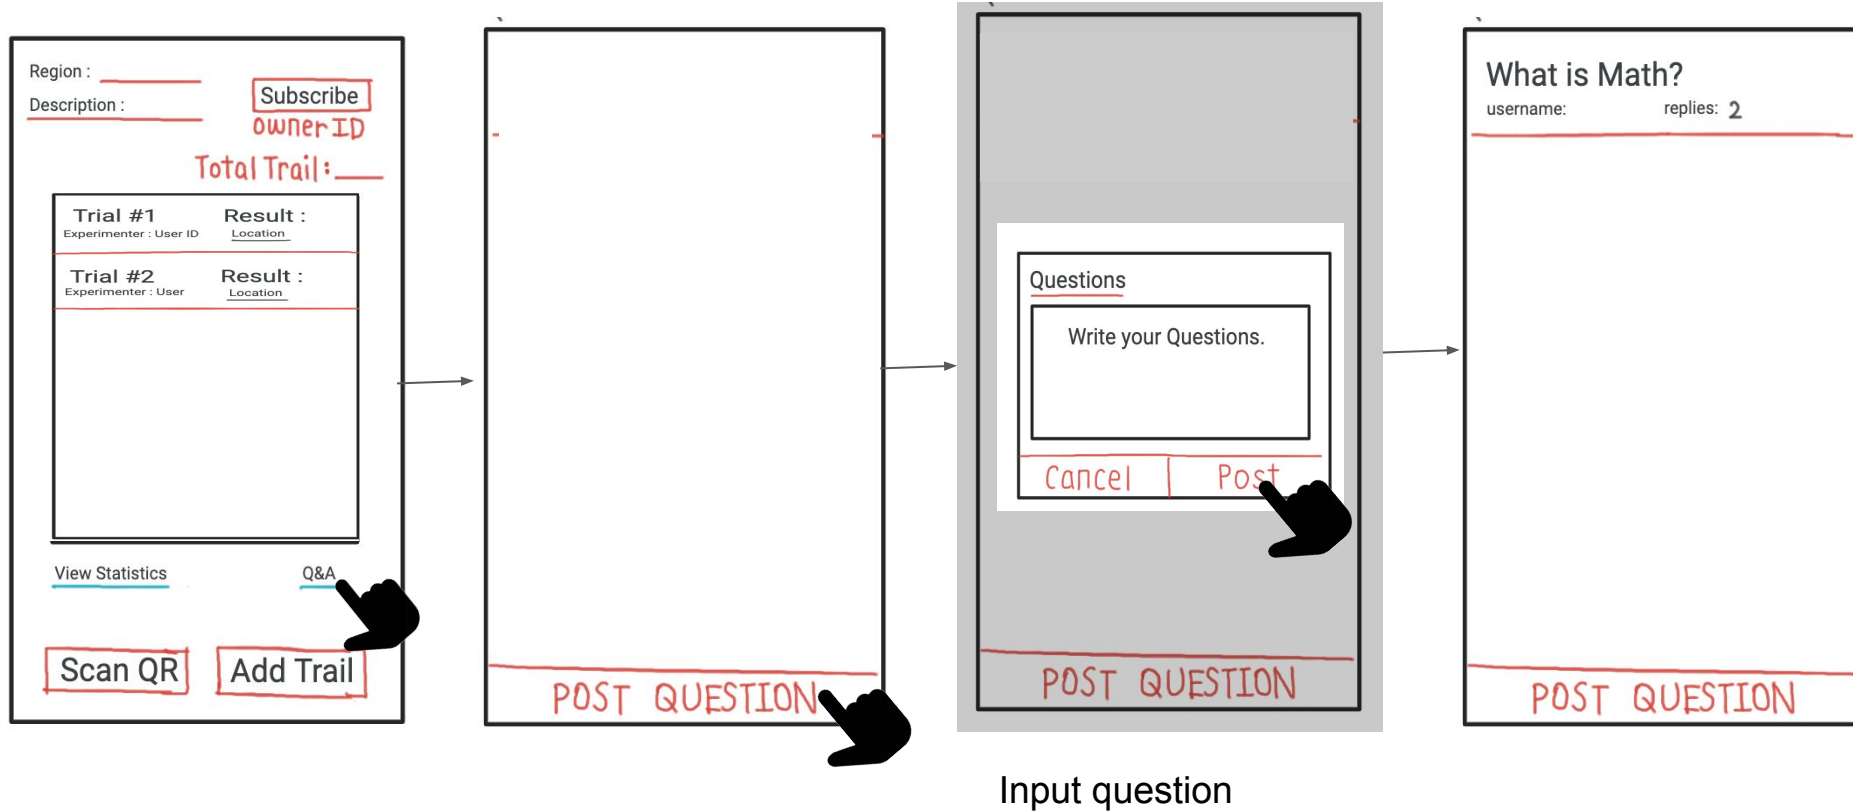 Region :
Description :
Subscribe
OwnerID
Total Trail :
Trial #1 Result :
Experimenter : User ID Location
Trial #2 Result :
Experimenter : User Location
View Statistics Q&A
Scan QR Add Trail
POST QUESTION
Questions
Write your Questions.
Cancel Post
POST QUESTION
Input question
What is Math?
username: replies: 2
POST QUESTION